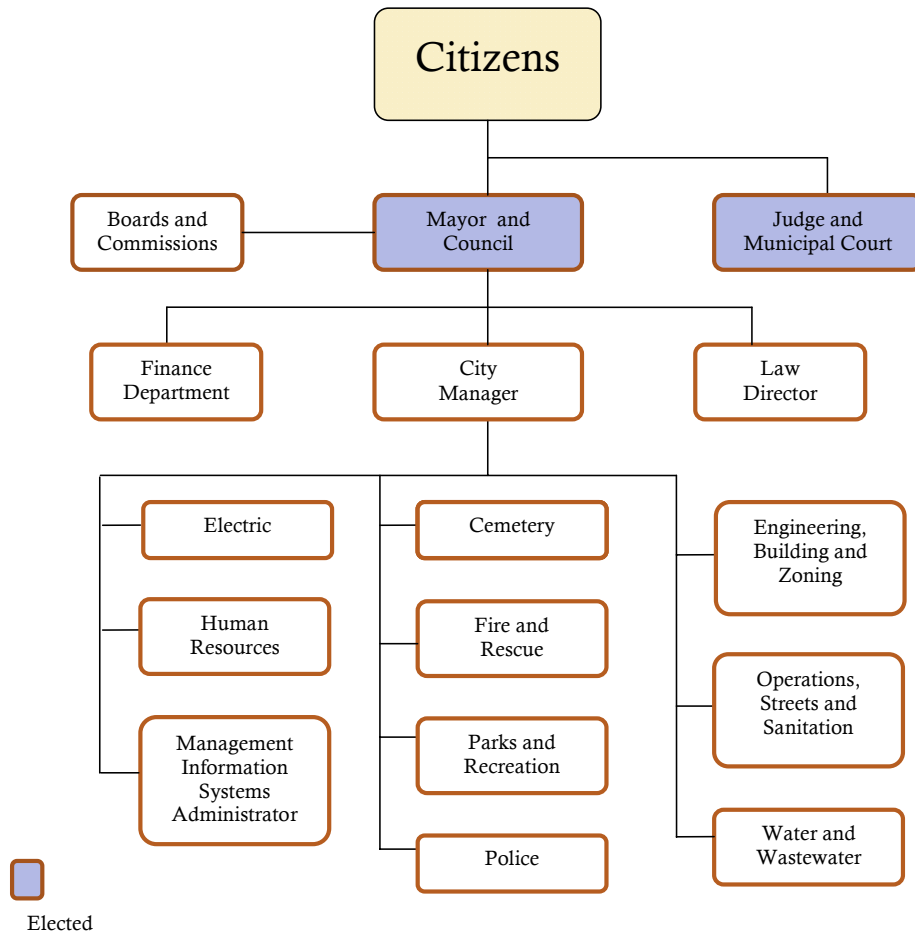 Citizens
Boards and
Commissions
Mayor and
Council
Judge and
Municipal Court
Finance
Department
City
Manager
Law
Director
Electric
Human
Resources
Management
Information
Systems
Administrator
Cemetery
Fire and
Rescue
Parks and
Recreation
Police
Engineering,
Building and
Zoning
Operations,
Streets and
Sanitation
Water and
Wastewater
Elected